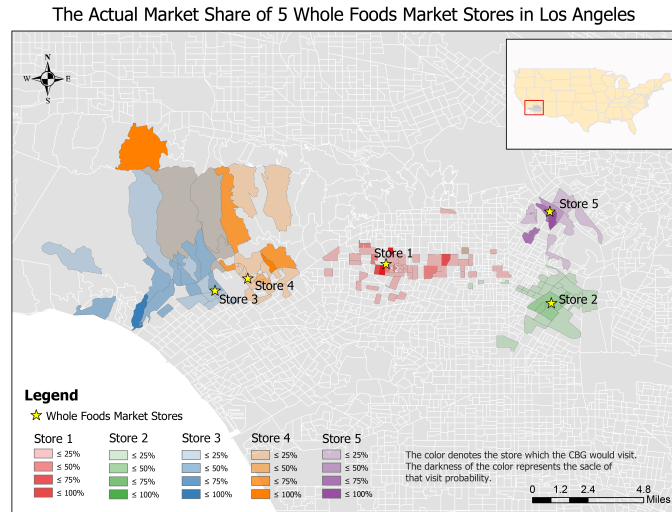 The Actual Market Share of 5 Whole Foods Market Stores in Los Angeles
N
W E
S
Store 5
Store 1
Store 4
Store 3
Store 2
Legend
Whole Foods Market Stores
Store 1 Store 2 Store 3 Store 4 Store 5
≤ 25% ≤ 25% ≤ 25% ≤ 25% ≤ 25%
≤ 50% ≤ 50% ≤ 50% ≤ 50% ≤ 50%
≤ 75% ≤ 75% ≤ 75% ≤ 75% ≤ 75%
≤ 100% ≤ 100% ≤ 100% ≤ 100% ≤ 100%
The color denotes the store which the CBG would visit.
The darkness of the color represents the sacle of
that visit probability.
0 1.2 2.4 4.8
Miles